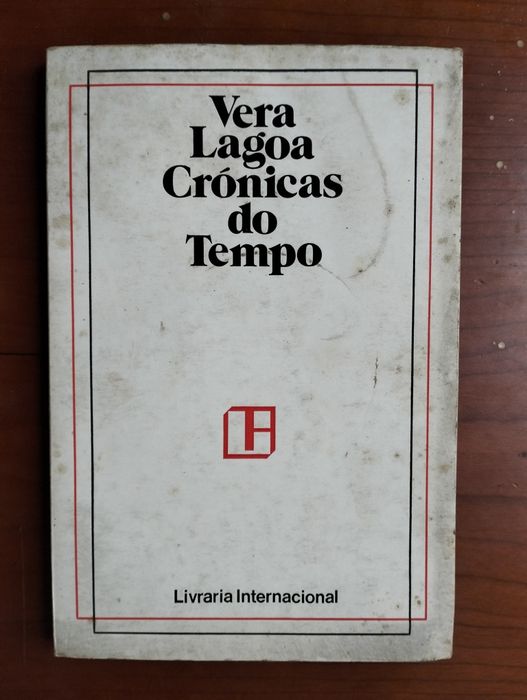 Vera
Lagoa
Crónicas
do
Tempo
Livraria Internacional